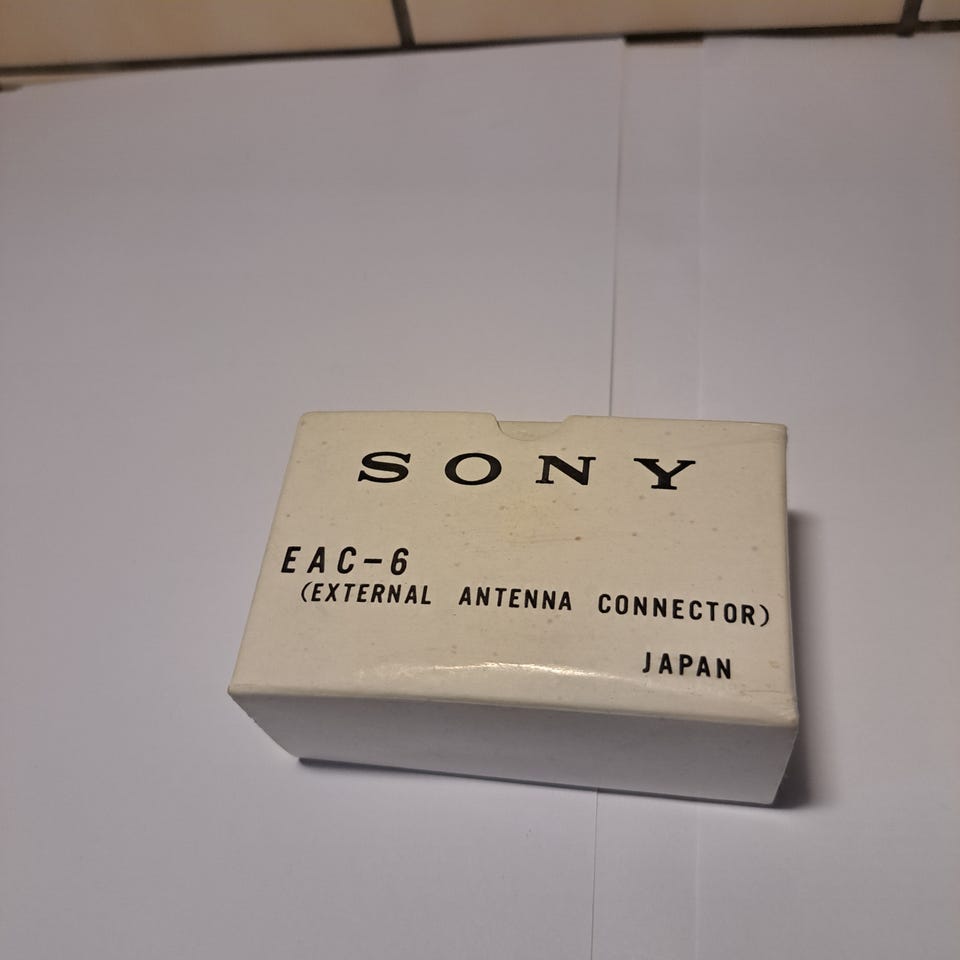 SONY
EAC-6
(EXTERNAL ANTENNA CONNECTOR)
JAPAN